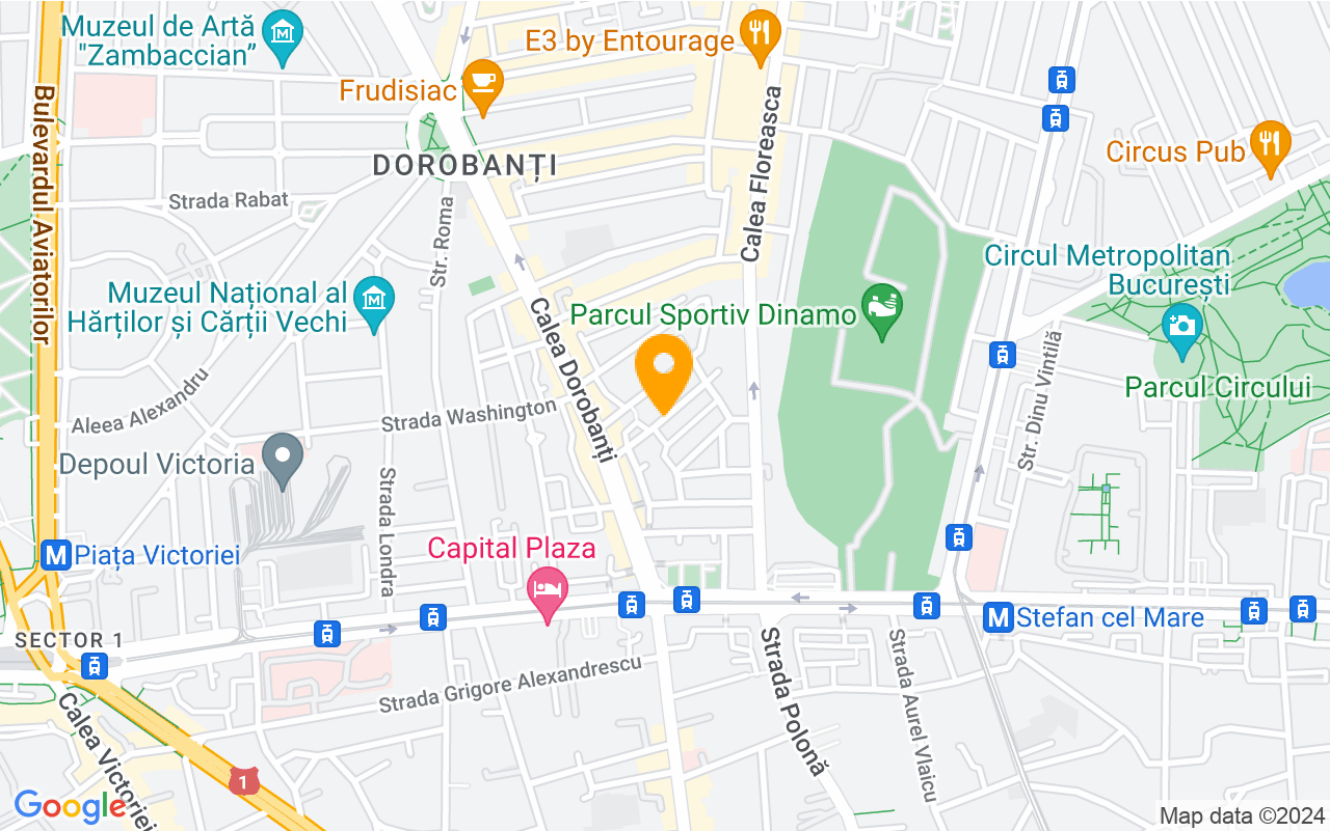 Muzeul de Artă
"Zambaccian”
E3 by Entourage
Frudisiac
Bulevardul Aviatorilor
Calea Floreasca
Circus Pub
DOROBANȚI
Strada Rabat
Str. Roma
Circul Metropolitan
București
Muzeul Național al
Hărților și Cărții Vechi
Parcul Sportiv Dinamo
Calea Dorobanți
Str. Dinu Vintilă
Parcul Circului
Aleea Alexandru
Strada Washington
Depoul Victoria
Strada Londra
Capital Plaza
M
Piața Victoriei
M
Stefan cel Mare
SECTOR 1
Strada Grigore Alexandrescu
Strada Polonă
Strada Aurel Vlaicu
Calea Victoriei
1
Google
Map data ©2024